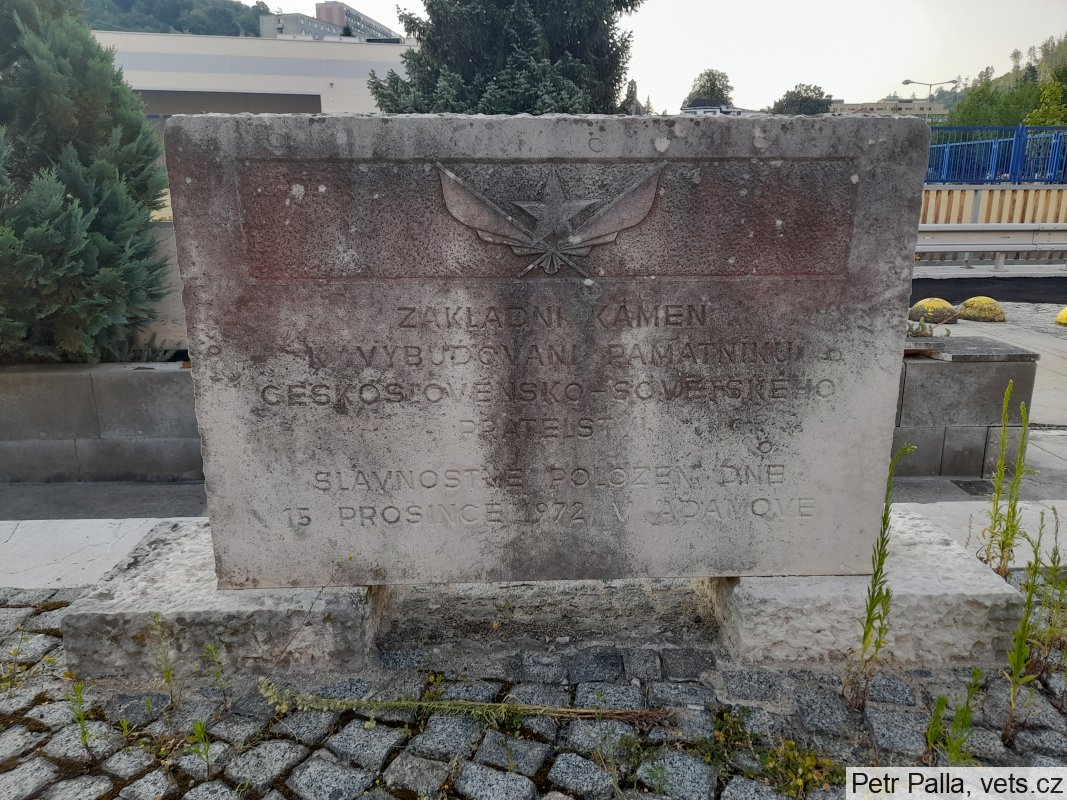 ZÁKLADNÍ KÁMEN
K VYBUDOVÁNÍ PAMÁTNÍKU
ČESKOSLOVENSKO-SOVĚTSKÉHO
PŘÁTELSTVÍ
SLAVNOSTNĚ POLOŽEN DNE
15 PROSINCE 1972 V ADAMOVĚ
Petr Palla, vets.cz